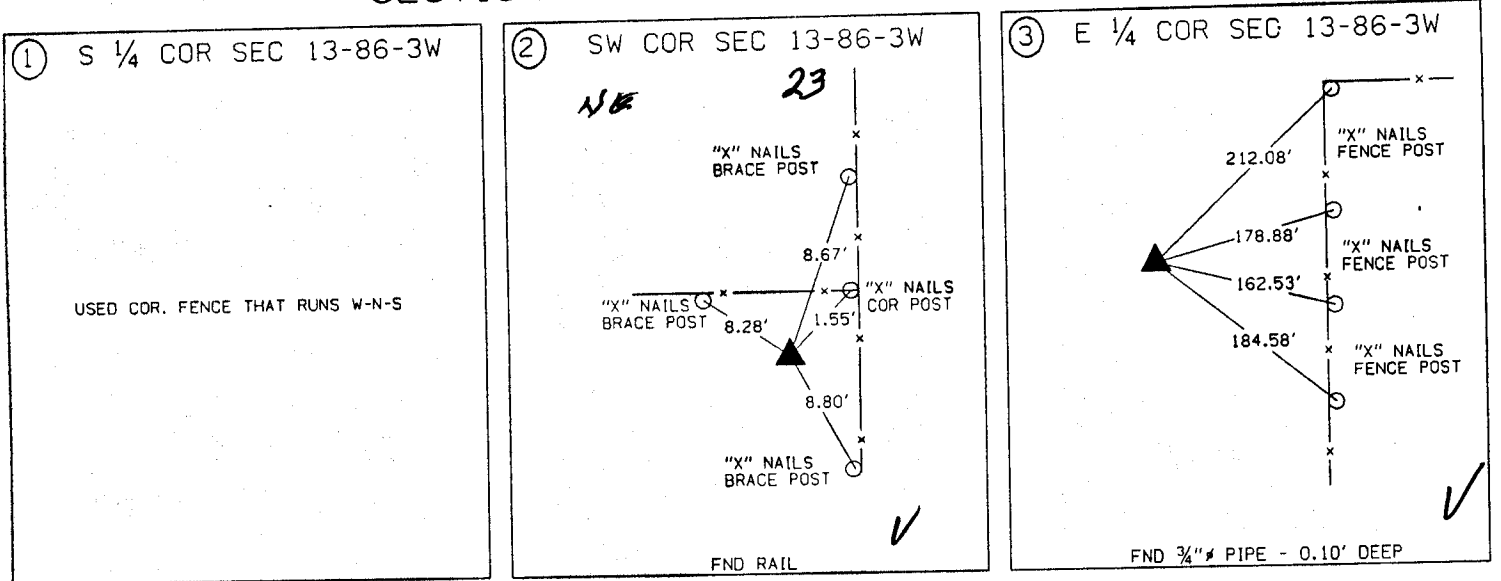 SECTIO
① S ¼ COR SEC 13-86-3W
USED COR. FENCE THAT RUNS W-N-S
② SW COR SEC 13-86-3W
NE 23
"X" NAILS
BRACE POST
8.67'
"X" NAILS
BRACE POST
8.28'
1.55'
"X" NAILS
COR POST
8.80'
"X" NAILS
BRACE POST
FND RAIL
③ E ¼ COR SEC 13-86-3W
212.08'
"X" NAILS
FENCE POST
178.88'
"X" NAILS
FENCE POST
162.53'
184.58'
"X" NAILS
FENCE POST
FND ¾"ø PIPE - 0.10' DEEP